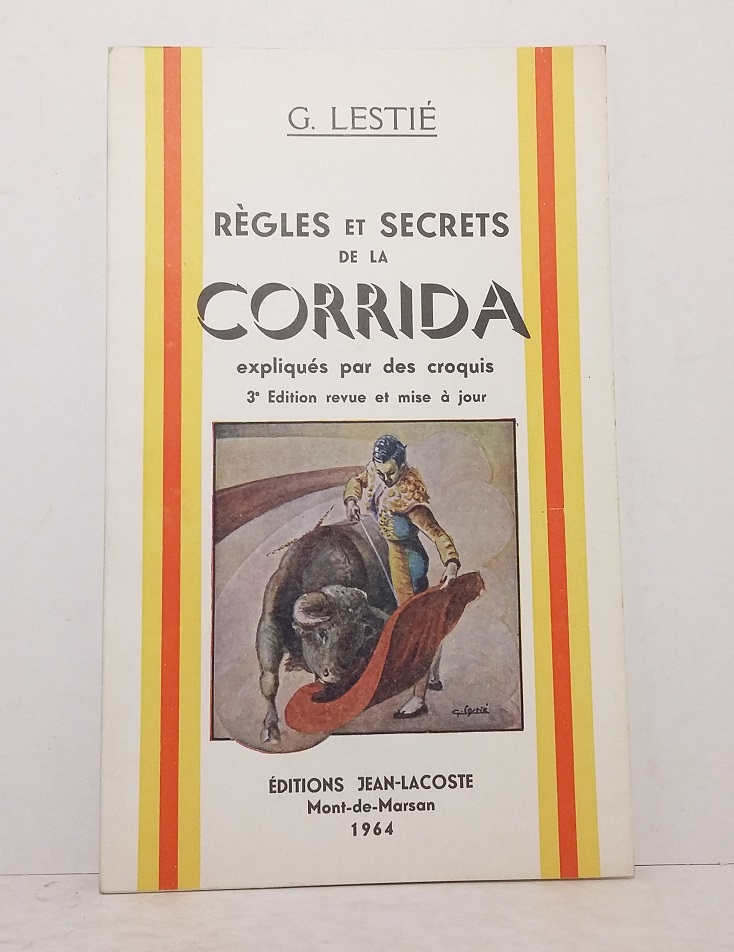 G. LESTIÉ
RÈGLES ET SECRETS
DE LA
CORRIDA
expliqués par des croquis
3e Edition revue et mise à jour
G. Lestié
ÉDITIONS JEAN-LACOSTE
Mont-de-Marsan
1964